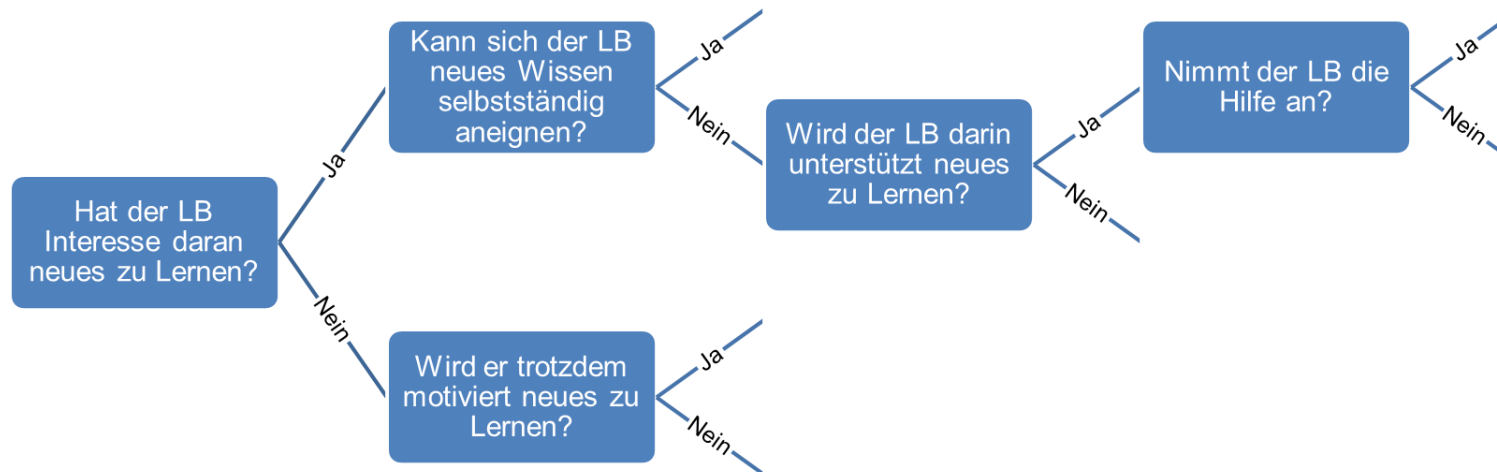 Hat der LB
Interesse daran
neues zu Lernen?
Ja
Nein
Kann sich der LB
neues Wissen
selbstständig
aneignen?
Ja
Nein
Wird der LB darin
unterstützt neues
zu Lernen?
Ja
Nein
Nimmt der LB die
Hilfe an?
Ja
Nein
Wird er trotzdem
motiviert neues zu
Lernen?
Ja
Nein